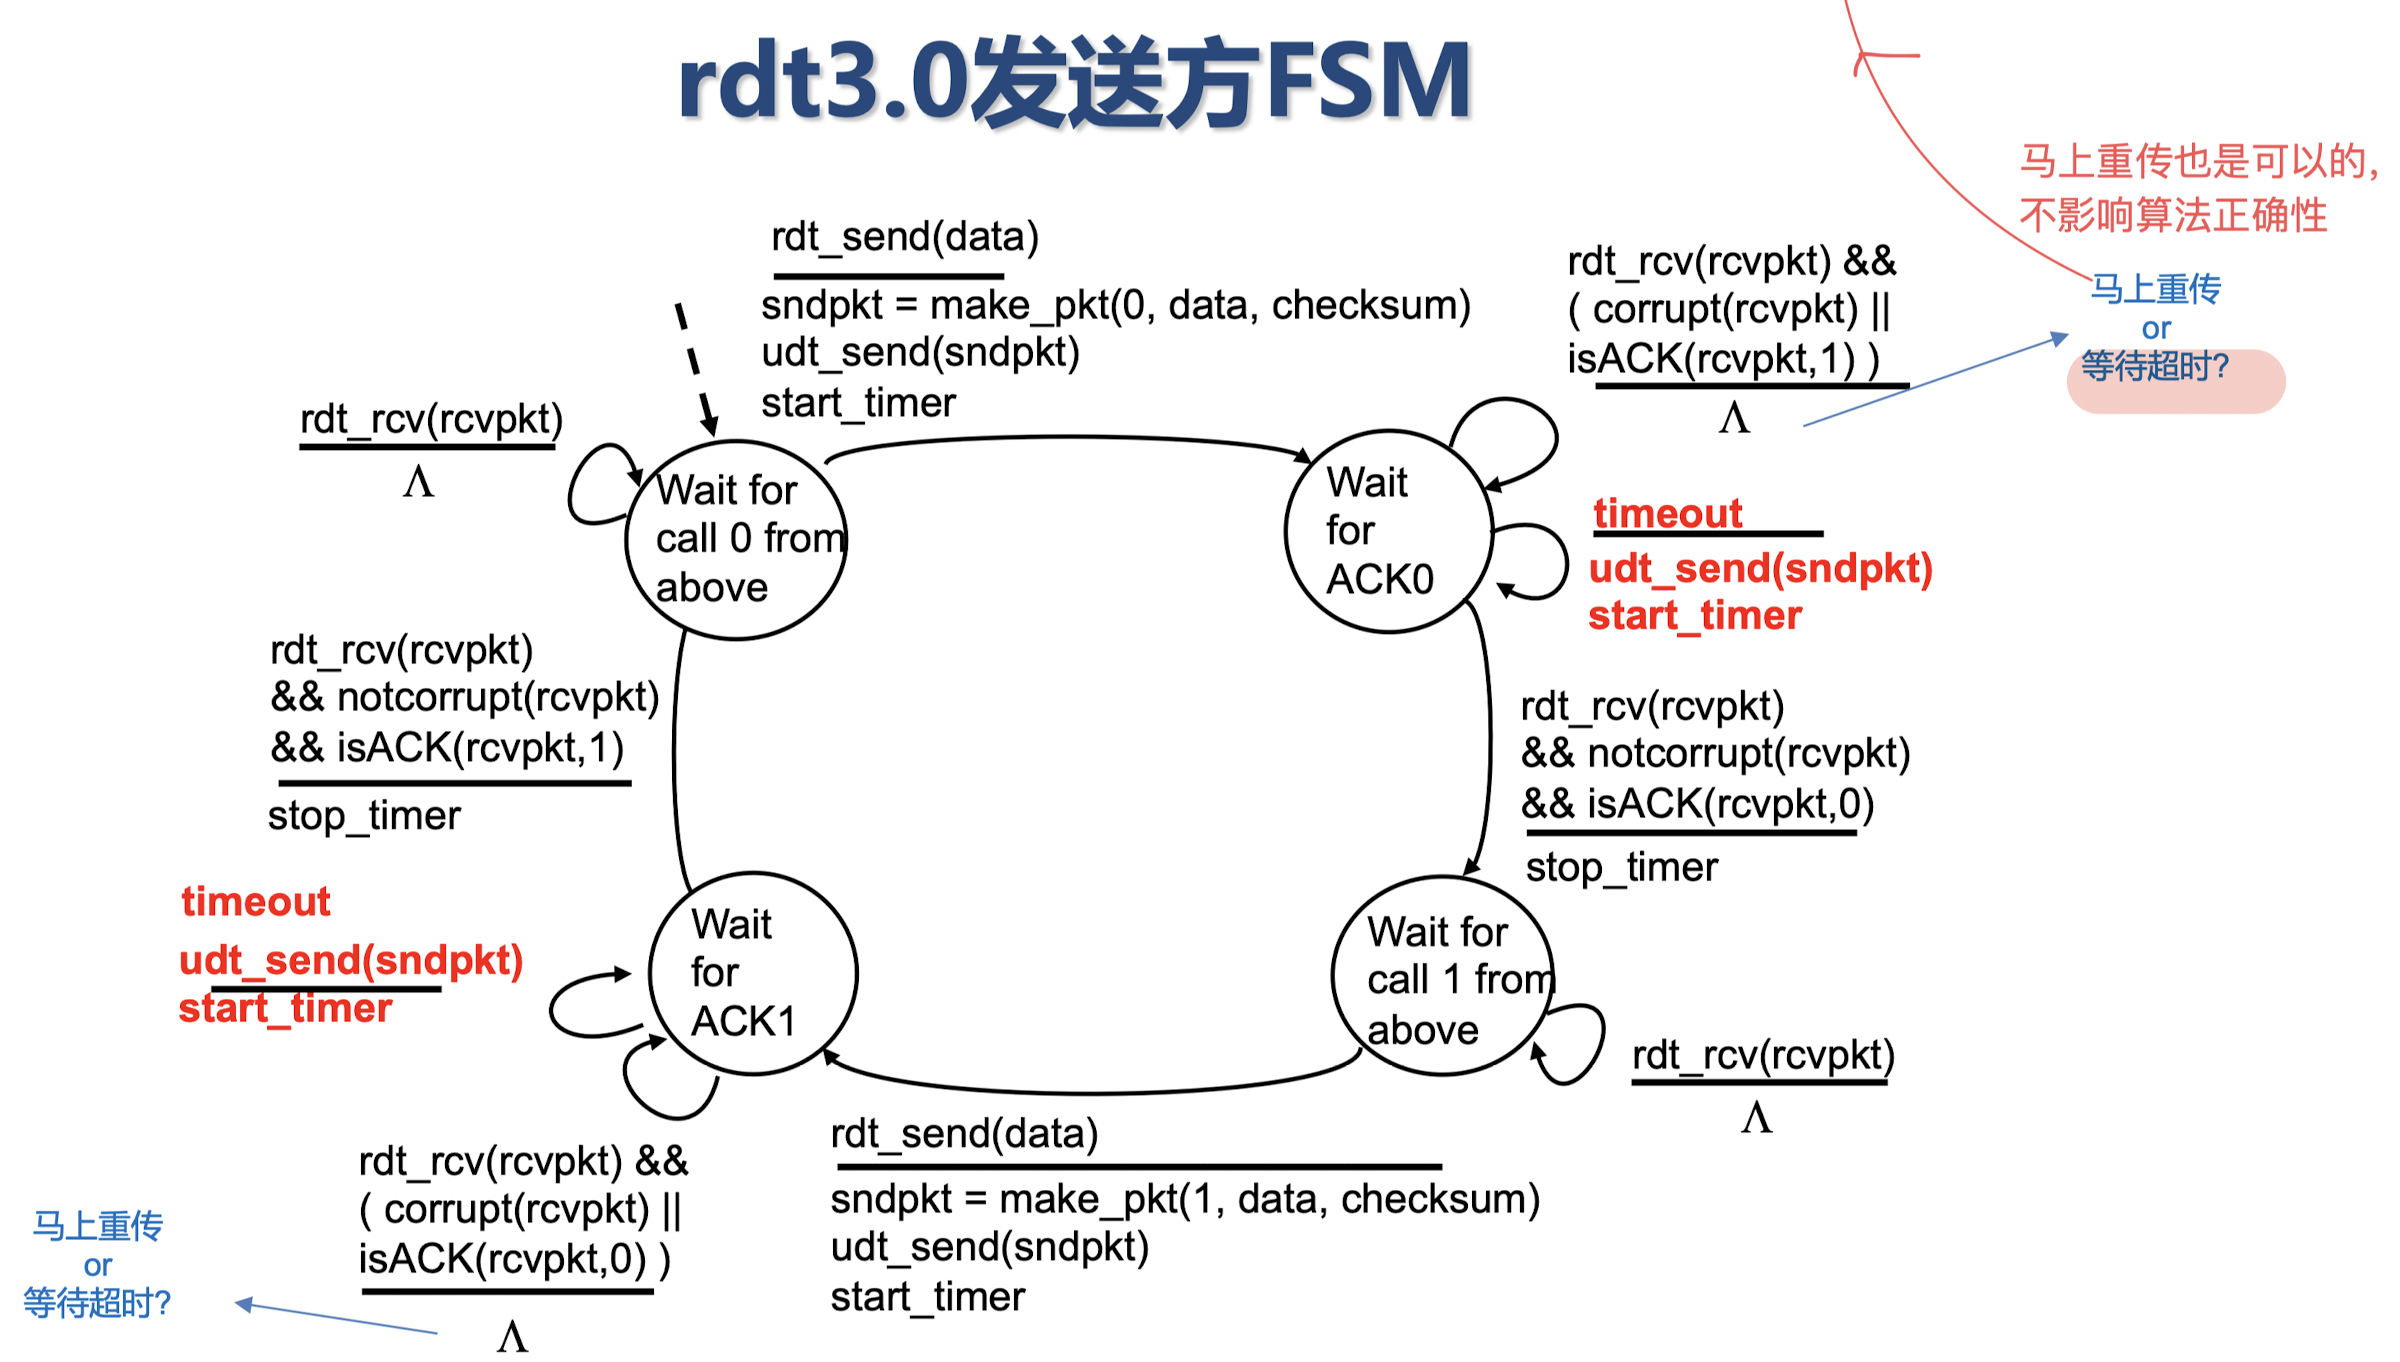 rdt3.0发送方FSM
马上重传也是可以的,
不影响算法正确性
rdt_send(data)
sndpkt = make_pkt(0, data, checksum)
udt_send(sndpkt)
start_timer
rdt_rcv(rcvpkt) &&
( corrupt(rcvpkt) ||
isACK(rcvpkt,1) )
Λ
马上重传
or
等待超时?
rdt_rcv(rcvpkt)
Λ
Wait for
call 0 from
above
Wait
for
ACK0
timeout
udt_send(sndpkt)
start_timer
rdt_rcv(rcvpkt)
&& notcorrupt(rcvpkt)
&& isACK(rcvpkt,1)
stop_timer
rdt_rcv(rcvpkt)
&& notcorrupt(rcvpkt)
&& isACK(rcvpkt,0)
stop_timer
timeout
udt_send(sndpkt)
start_timer
Wait
for
ACK1
Wait for
call 1 from
above
rdt_rcv(rcvpkt)
Λ
rdt_rcv(rcvpkt) &&
( corrupt(rcvpkt) ||
isACK(rcvpkt,0) )
Λ
马上重传
or
等待超时?
rdt_send(data)
sndpkt = make_pkt(1, data, checksum)
udt_send(sndpkt)
start_timer